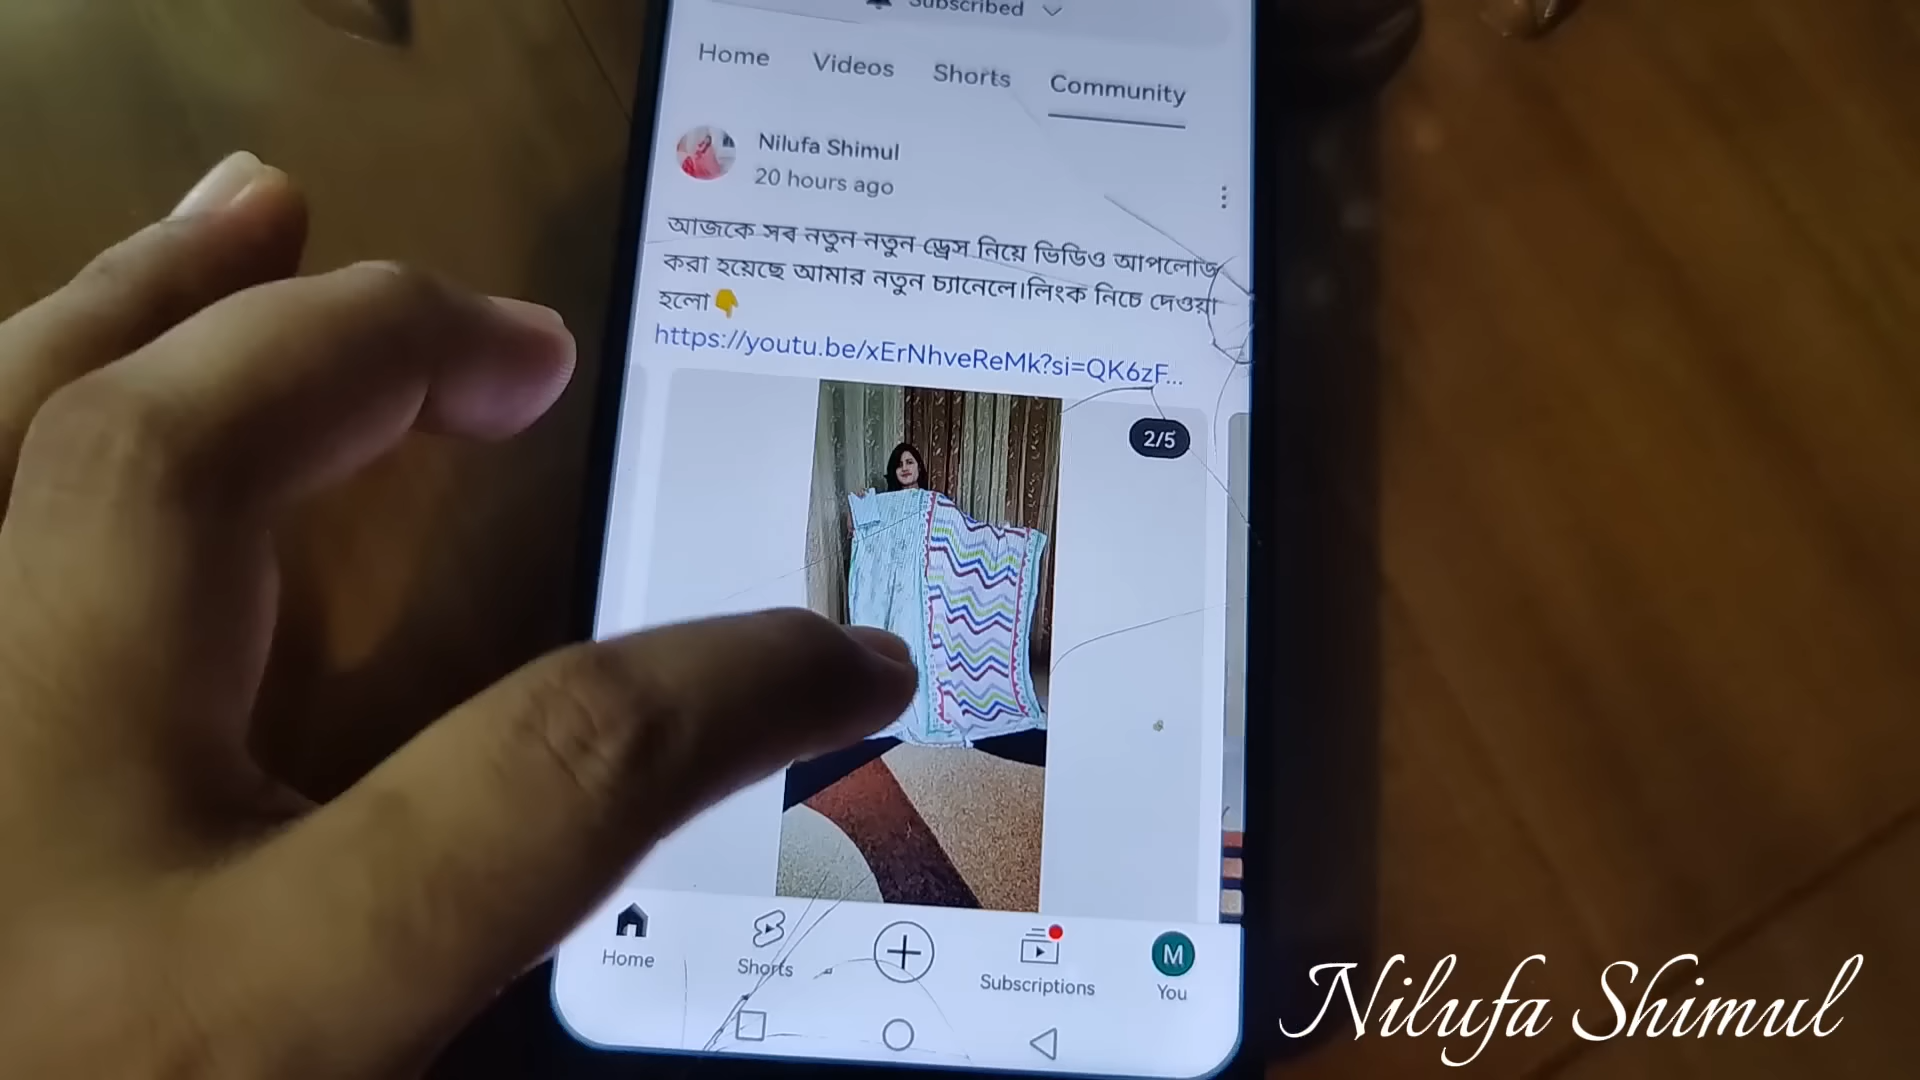 Subscribed
Home Videos Shorts Community
Nilufa Shimul
20 hours ago
আজকে সব নতুন নতুন ড্রেস নিয়ে ভিডিও আপলোড
করা হয়েছে আমার নতুন চ্যানেলে।লিংক নিচে দেওয়া
হলো👇
https://youtu.be/xErNhveReMk?si=QK6zF...
2/5
Home Shorts Subscriptions M You
Nilufa Shimul